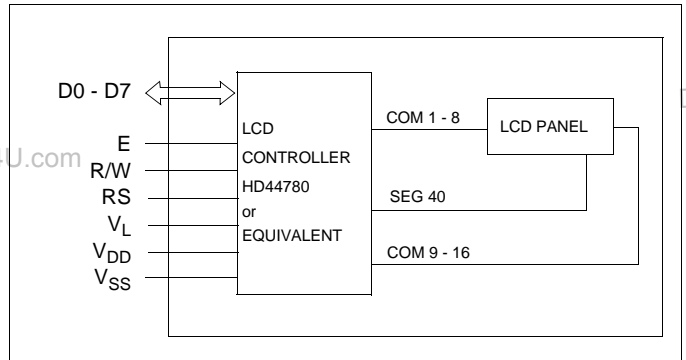 D0 - D7
E
R/W
RS
VL
VDD
VSS
LCD
CONTROLLER
HD44780
or
EQUIVALENT
COM 1 - 8
LCD PANEL
SEG 40
COM 9 - 16
U.com